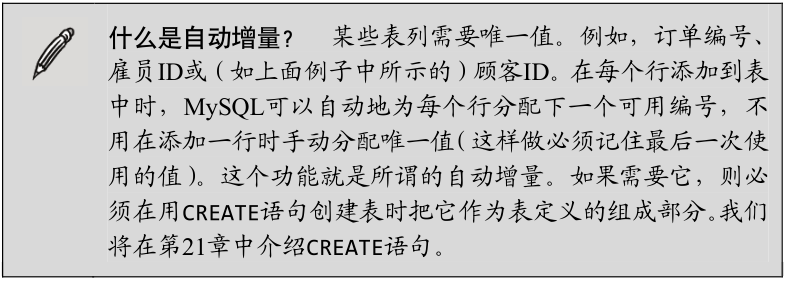 什么是自动增量？ 某些表列需要唯一值。例如，订单编号、
雇员ID或（如上面例子中所示的）顾客ID。在每个行添加到表
中时，MySQL可以自动地为每个行分配下一个可用编号，不
用在添加一行时手动分配唯一值（这样做必须记住最后一次使
用的值）。这个功能就是所谓的自动增量。如果需要它，则必
须在用CREATE语句创建表时把它作为表定义的组成部分。我们
将在第21章中介绍CREATE语句。